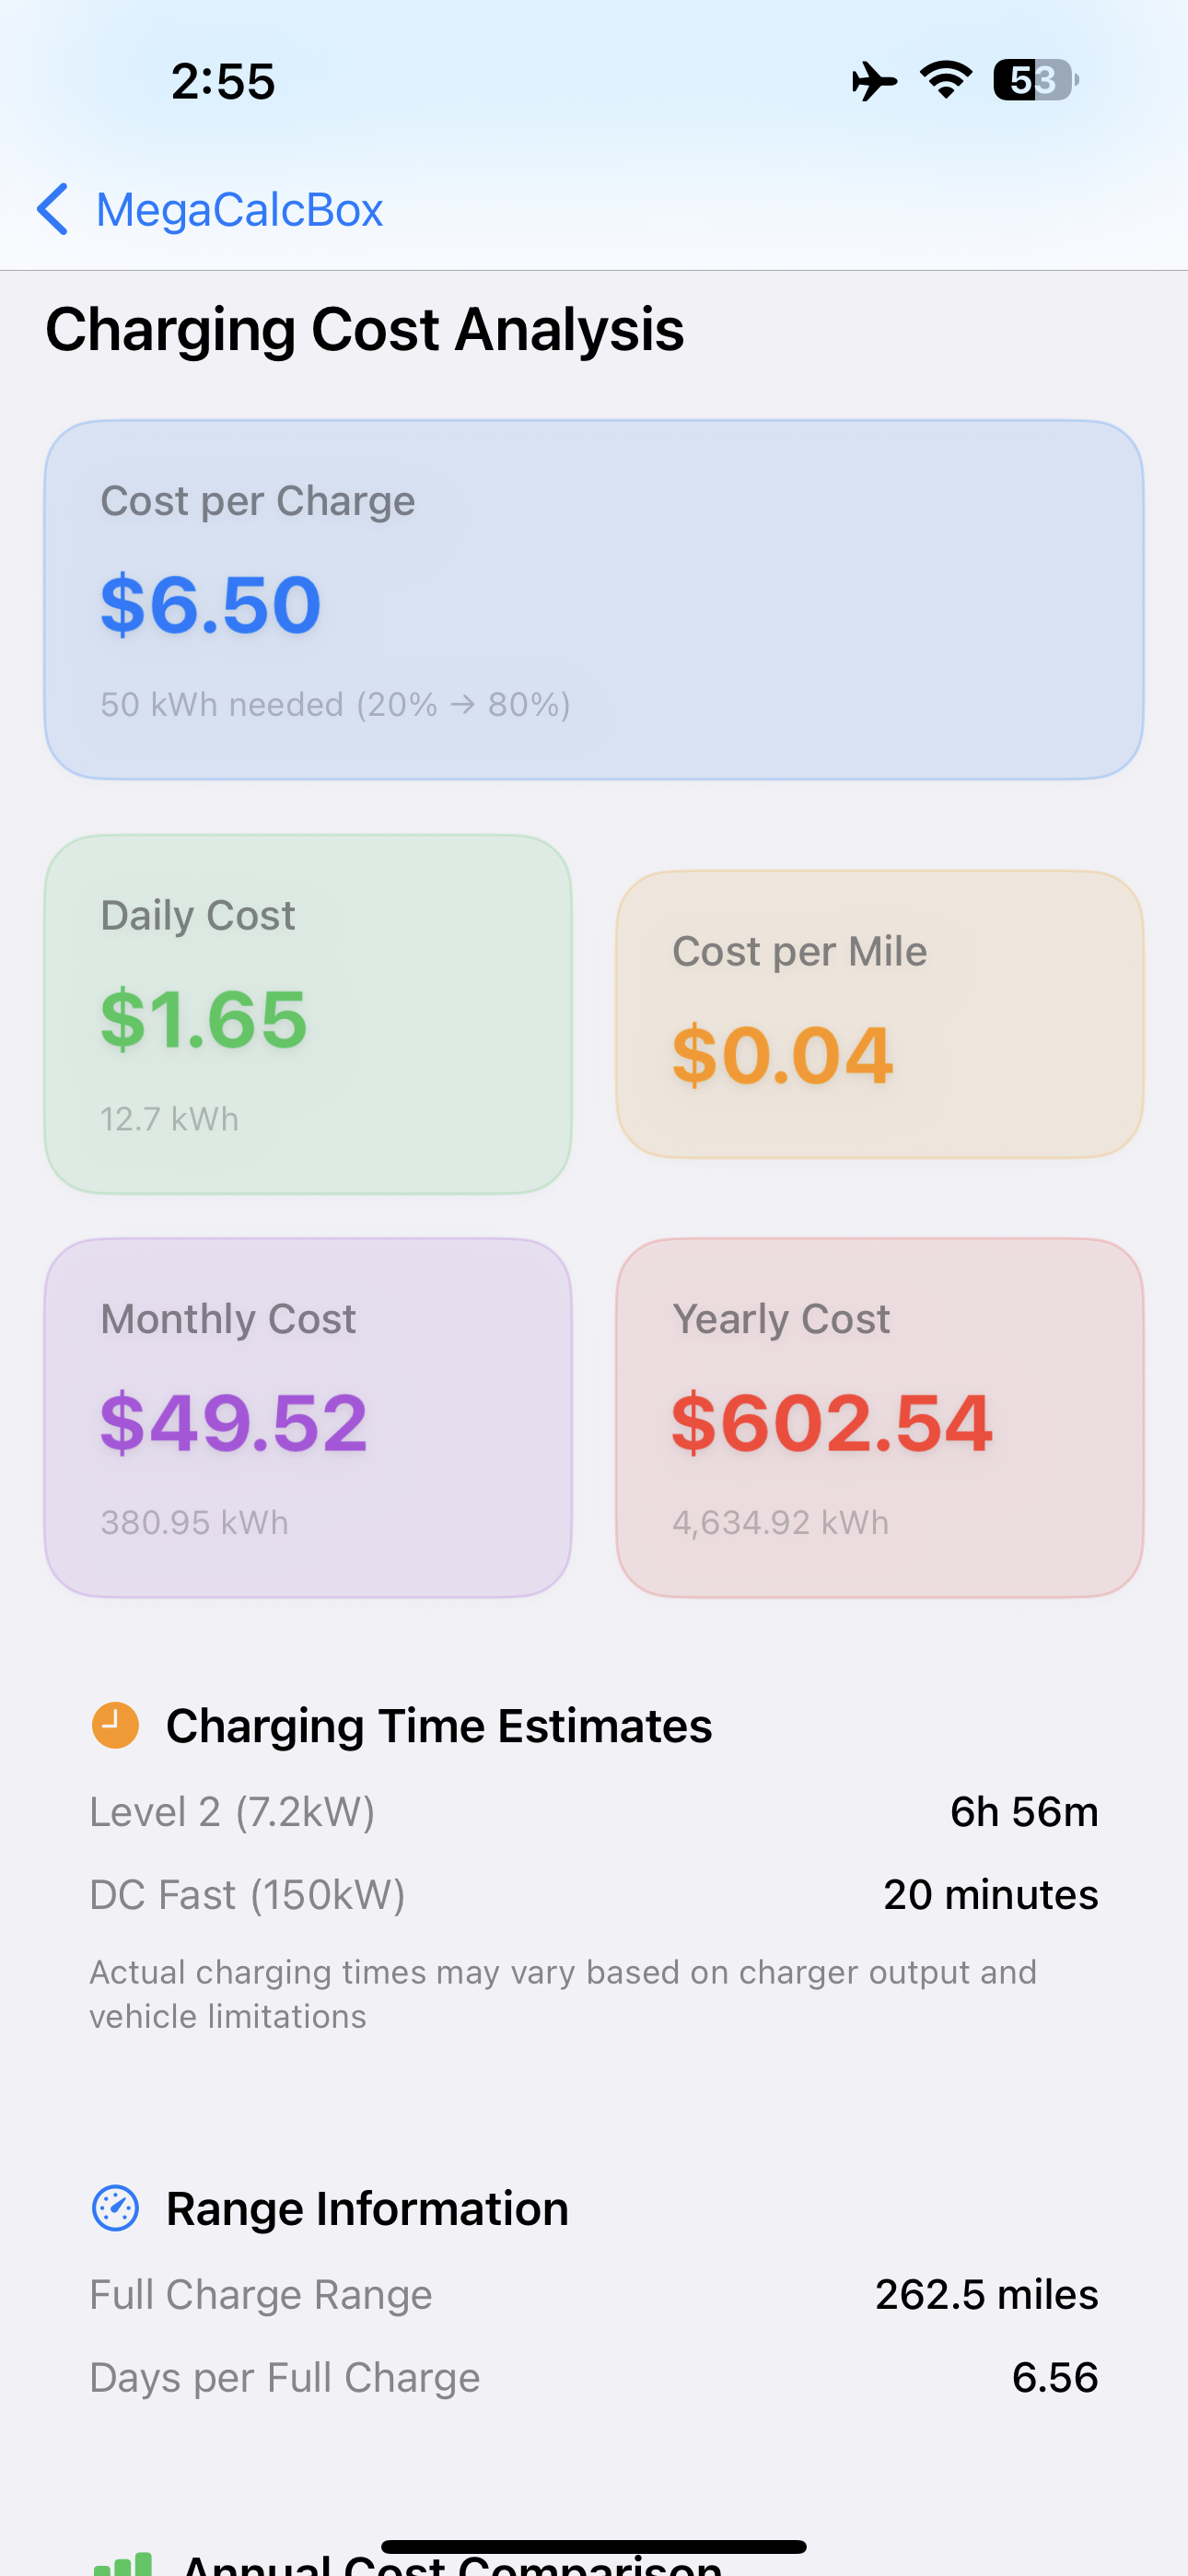 2:55
53
MegaCalcBox
Charging Cost Analysis
Cost per Charge
$6.50
50 kWh needed (20% → 80%)
Daily Cost
$1.65
12.7 kWh
Cost per Mile
$0.04
Monthly Cost
$49.52
380.95 kWh
Yearly Cost
$602.54
4,634.92 kWh
Charging Time Estimates
Level 2 (7.2kW) 6h 56m
DC Fast (150kW) 20 minutes
Actual charging times may vary based on charger output and
vehicle limitations
Range Information
Full Charge Range 262.5 miles
Days per Full Charge 6.56
Annual Cost Comparison